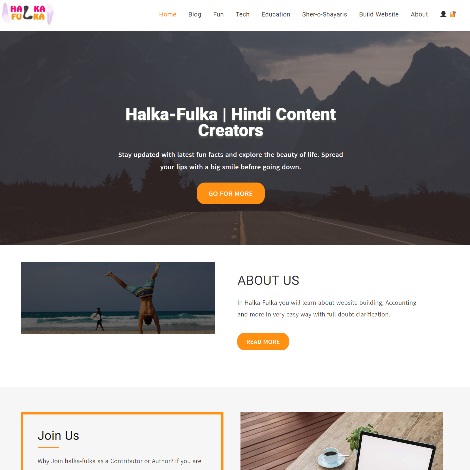 HALKA
FULKA
Home Blog Fun Tech Education Sher-o-Shayaris Build Website About
Halka-Fulka | Hindi Content
Creators
Stay updated with latest fun facts and explore the beauty of life. Spread
your lips with a big smile before going down.
GO FOR MORE
ABOUT US
In Halka-Fulka you will learn about website building, Accounting
and more in very easy way with full doubt clarification.
READ MORE
Join Us
Why Join halka-fulka as a Contributor or Author? If you are